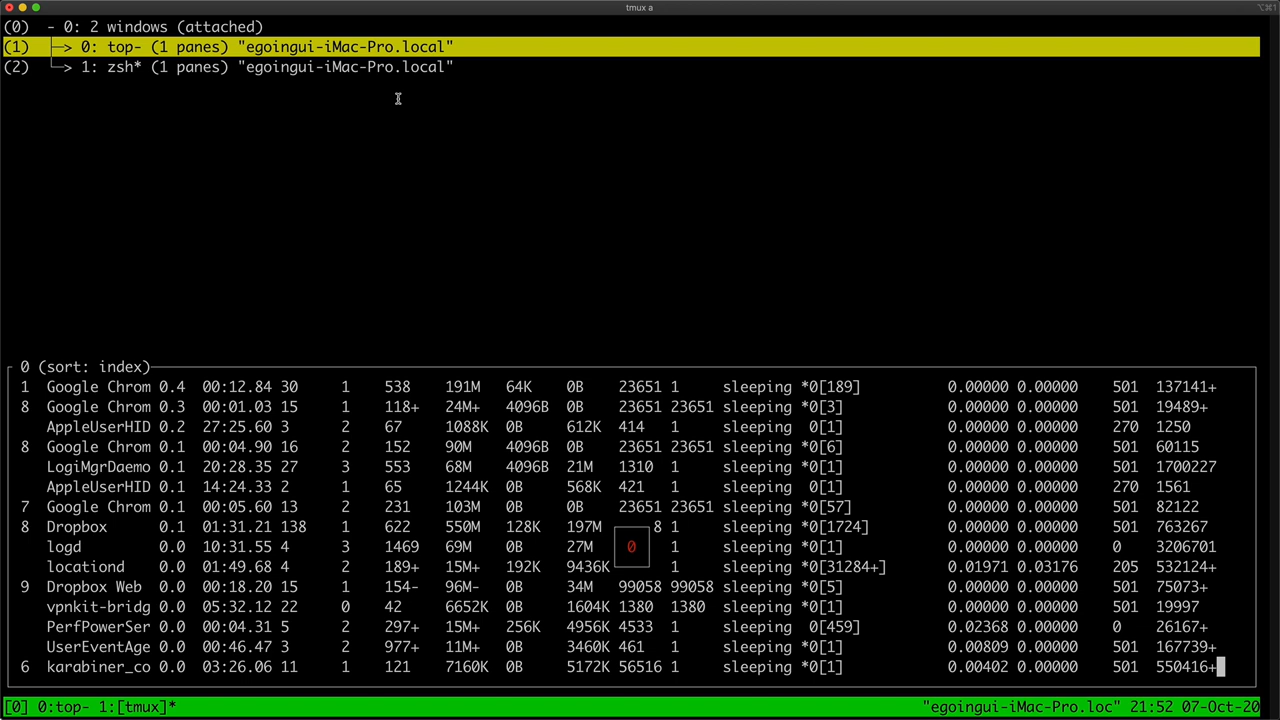 tmux a
⌥⌘1
(0)  - 0: 2 windows (attached)
(1)  ├─> 0: top- (1 panes) "egoingui-iMac-Pro.local"
(2)  └─> 1: zsh* (1 panes) "egoingui-iMac-Pro.local"
0 (sort: index)
1 Google Chrom 0.4 00:12.84 30 1 538 191M 64K 0B 23651 1 sleeping *0[189] 0.00000 0.00000 501 137141+
8 Google Chrom 0.3 00:01.03 15 1 118+ 24M+ 4096B 0B 23651 23651 sleeping *0[3] 0.00000 0.00000 501 19489+
AppleUserHID 0.2 27:25.60 3 2 67 1088K 0B 612K 414 1 sleeping 0[1] 0.00000 0.00000 270 1250
8 Google Chrom 0.1 00:04.90 16 2 152 90M 4096B 0B 23651 23651 sleeping *0[6] 0.00000 0.00000 501 60115
LogiMgrDaemo 0.1 20:28.35 27 3 553 68M 4096B 21M 1310 1 sleeping *0[1] 0.00000 0.00000 501 1700227
AppleUserHID 0.1 14:24.33 2 1 65 1244K 0B 568K 421 1 sleeping 0[1] 0.00000 0.00000 270 1561
7 Google Chrom 0.1 00:05.60 13 2 231 103M 0B 0B 23651 23651 sleeping *0[57] 0.00000 0.00000 501 82122
8 Dropbox 0.1 01:31.21 138 1 622 550M 128K 197M 8 1 sleeping *0[1724] 0.00000 0.00000 501 763267
logd 0.0 10:31.55 4 3 1469 69M 0B 27M 0 1 sleeping *0[1] 0.00000 0.00000 0 3206701
locationd 0.0 01:49.68 4 2 189+ 15M+ 192K 9436K 1 sleeping *0[31284+] 0.01971 0.03176 205 532124+
9 Dropbox Web 0.0 00:18.20 15 1 154- 96M- 0B 34M 99058 99058 sleeping *0[5] 0.00000 0.00000 501 75073+
vpnkit-bridg 0.0 05:32.12 22 0 42 6652K 0B 1604K 1380 1380 sleeping *0[1] 0.00000 0.00000 501 19997
PerfPowerSer 0.0 00:04.31 5 2 297+ 15M+ 256K 4956K 4533 1 sleeping 0[459] 0.02368 0.00000 0 26167+
UserEventAge 0.0 00:46.47 3 2 977+ 11M+ 0B 3460K 461 1 sleeping *0[1] 0.00809 0.00000 501 167739+
6 karabiner_co 0.0 03:26.06 11 1 121 7160K 0B 5172K 56516 1 sleeping *0[1] 0.00402 0.00000 501 550416+
[0] 0:top- 1:[tmux]* "egoingui-iMac-Pro.loc" 21:52 07-Oct-20